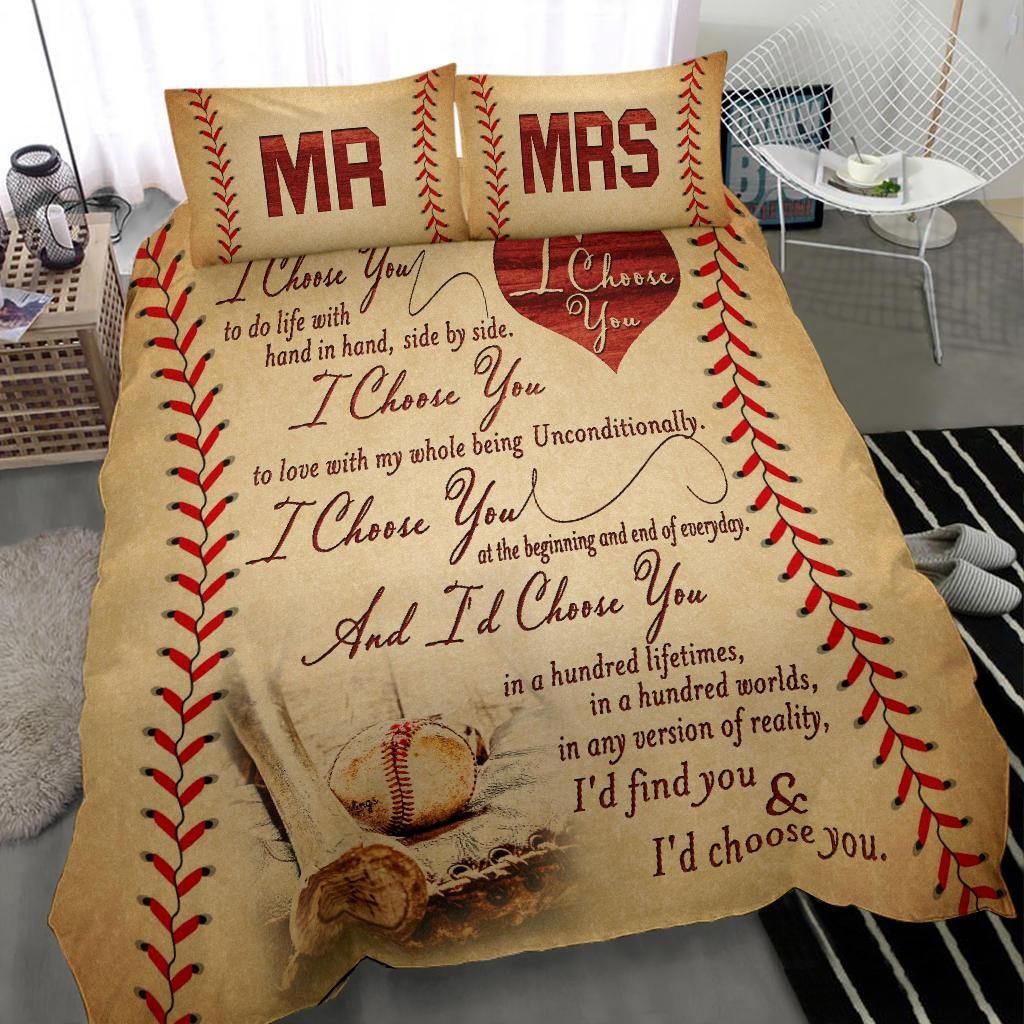 MR
MRS
I Choose You
I Choose
You
to do life with
hand in hand, side by side.
I Choose You
to love with my whole being Unconditionally.
I Choose You
at the beginning and end of everyday.
And I'd Choose You
in a hundred lifetimes,
in a hundred worlds,
in any version of reality,
I'd find you &
I'd choose you.